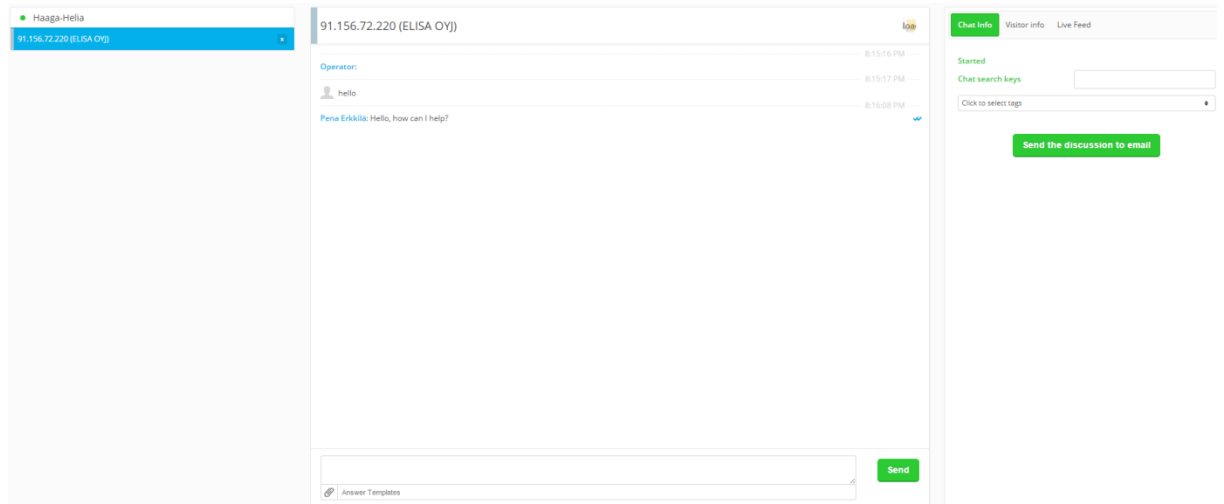 Haaga-Helia
91.156.72.220 (ELISA OYJ)
x
91.156.72.220 (ELISA OYJ)
loa
8:15:16 PM
Operator:
8:15:17 PM
hello
8:16:08 PM
Pena Erkkilä: Hello, how can I help?
Answer Templates
Send
Chat Info Visitor info Live Feed
Started
Chat search keys
Click to select tags
Send the discussion to email